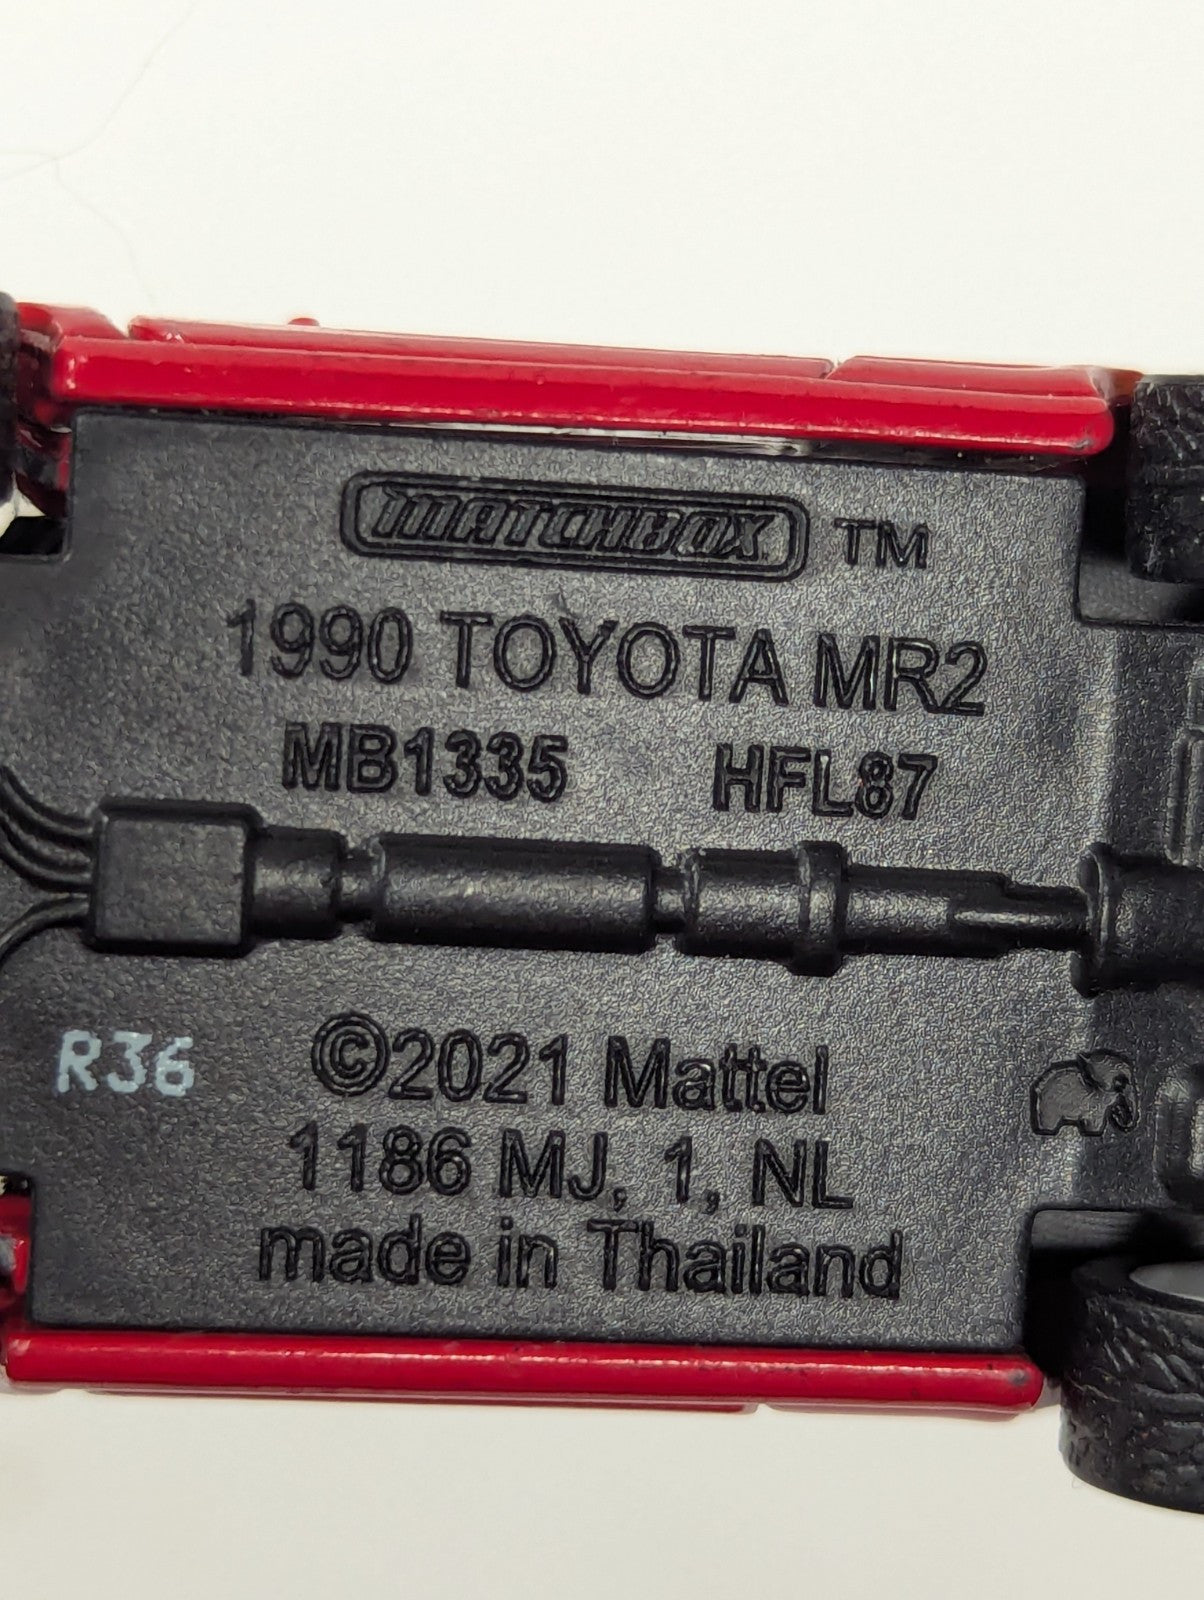 MATCHBOX TM
1990 TOYOTA MR2
MB1335 HFL87
R36
©2021 Mattel
1186 MJ, 1, NL
made in Thailand